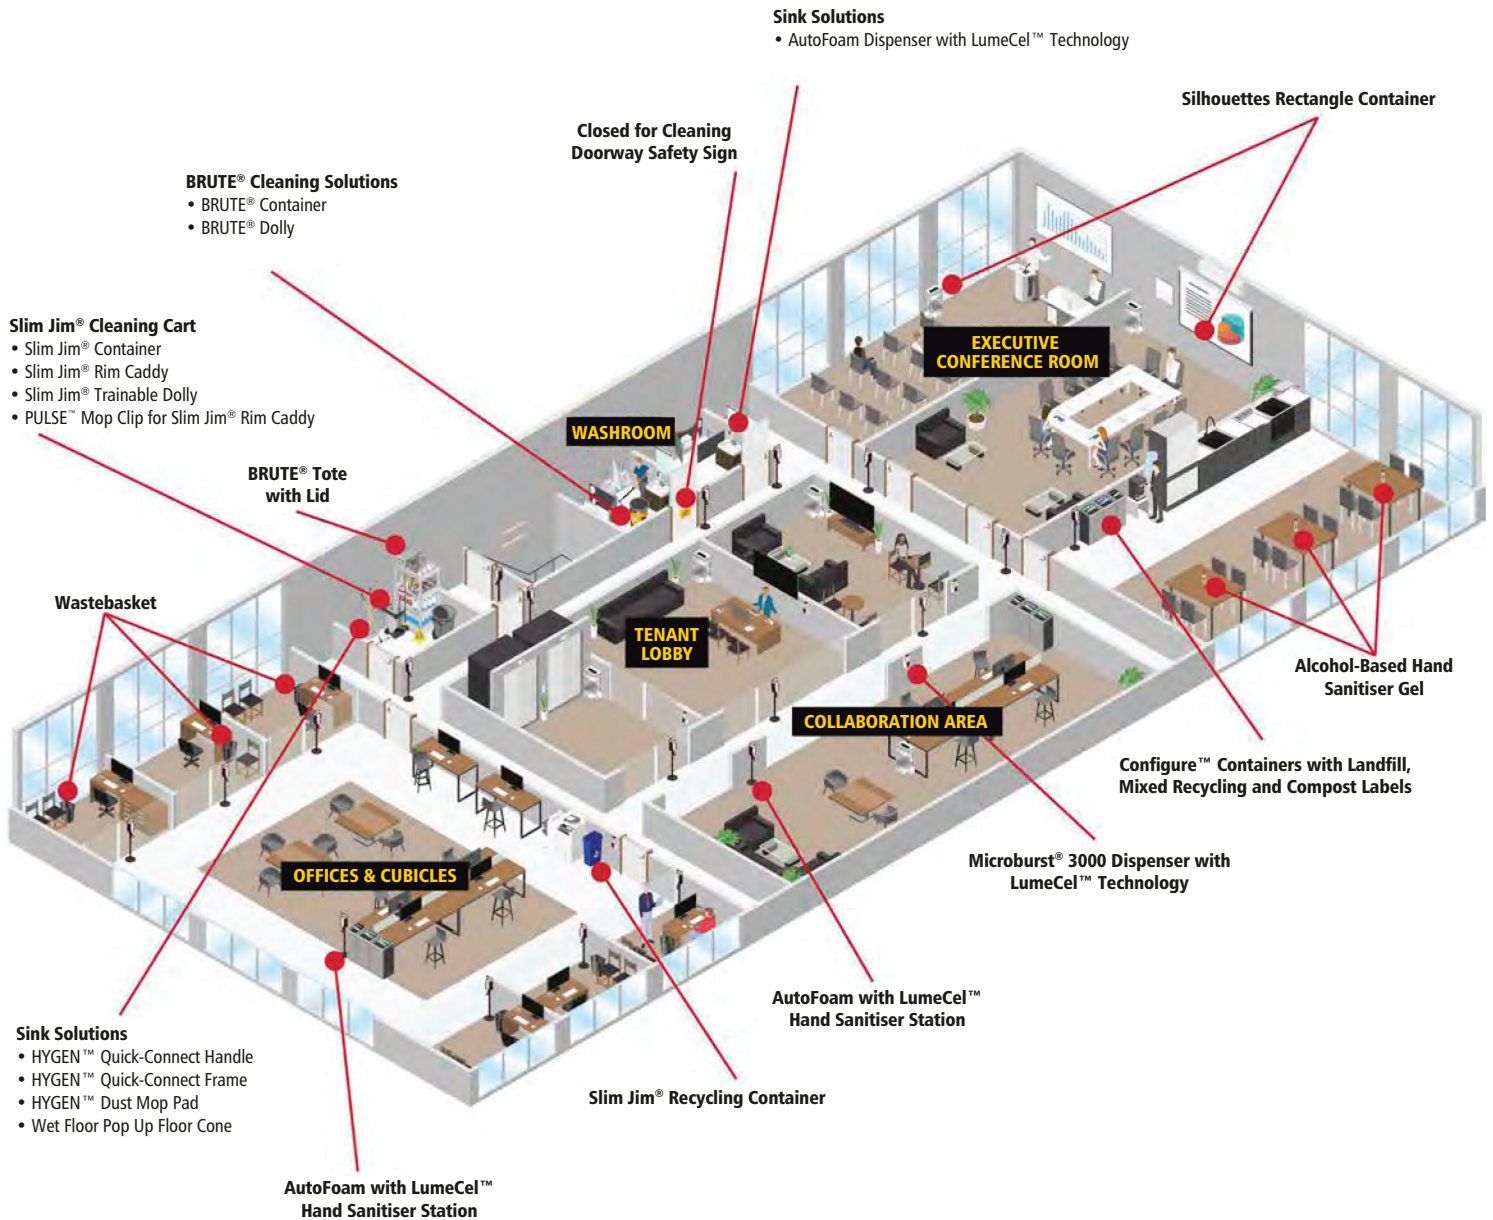 Sink Solutions
• AutoFoam Dispenser with LumeCel™ Technology
Silhouettes Rectangle Container
Closed for Cleaning
Doorway Safety Sign
BRUTE® Cleaning Solutions
• BRUTE® Container
• BRUTE® Dolly
Slim Jim® Cleaning Cart
• Slim Jim® Container
• Slim Jim® Rim Caddy
• Slim Jim® Trainable Dolly
• PULSE™ Mop Clip for Slim Jim® Rim Caddy
EXECUTIVE
CONFERENCE ROOM
WASHROOM
BRUTE® Tote
with Lid
Wastebasket
TENANT
LOBBY
Alcohol-Based Hand
Sanitiser Gel
COLLABORATION AREA
Configure™ Containers with Landfill,
Mixed Recycling and Compost Labels
Microburst® 3000 Dispenser with
LumeCel™ Technology
OFFICES & CUBICLES
AutoFoam with LumeCel™
Hand Sanitiser Station
Sink Solutions
• HYGEN™ Quick-Connect Handle
• HYGEN™ Quick-Connect Frame
• HYGEN™ Dust Mop Pad
• Wet Floor Pop Up Floor Cone
Slim Jim® Recycling Container
AutoFoam with LumeCel™
Hand Sanitiser Station